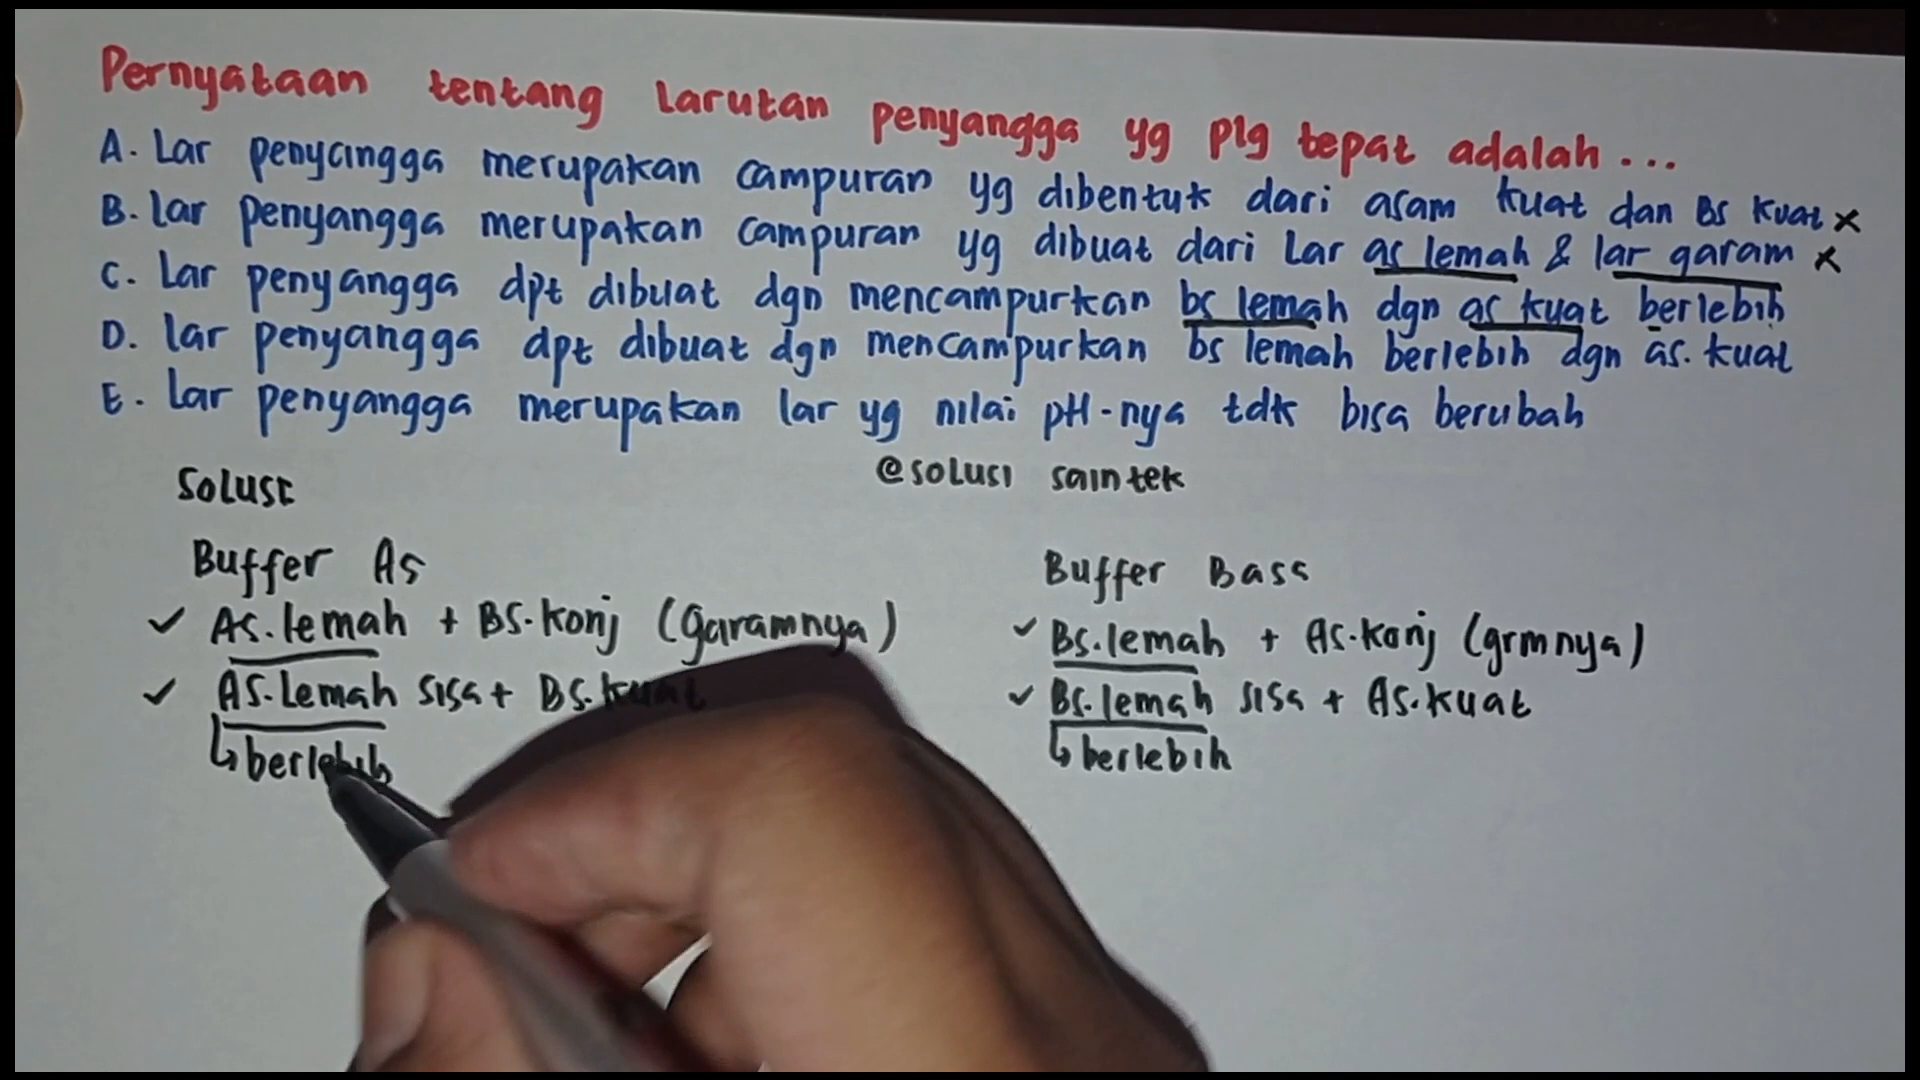 Pernyataan tentang Larutan penyangga yg plg tepat adalah...
A. Lar penyangga merupakan campuran yg dibentuk dari asam kuat dan Bs kuat ×
B. Lar penyangga merupakan campuran yg dibuat dari Lar as lemah & lar garam ×
C. Lar penyangga dpt dibuat dgn mencampurkan bs lemah dgn as kuat berlebih
D. lar penyangga dpt dibuat dgn mencampurkan bs lemah berlebih dgn as. kuat
E. Lar penyangga merupakan lar yg nilai pH-nya tdk bisa berubah
@solusi saintek
SOLUSI
Buffer As
✓ As.lemah + BS.konj (garamnya)
✓ AS.Lemah sisa + BS.kuat
↳ berlebih
Buffer Basa
✓ Bs.lemah + As.konj (grmnya)
✓ Bs.lemah sisa + As.kuat
↳ berlebih